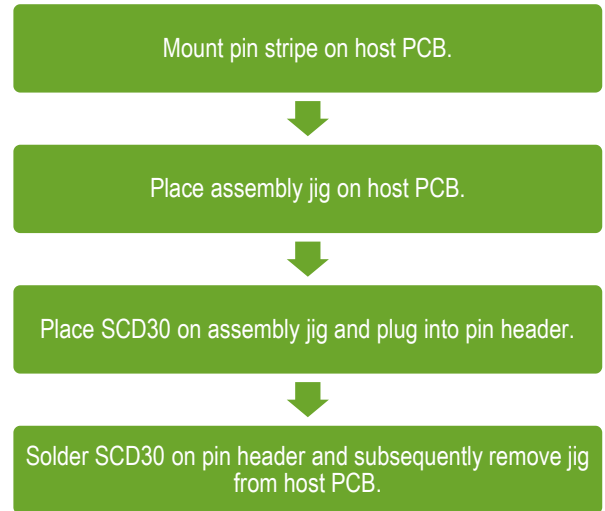 Mount pin stripe on host PCB.
Place assembly jig on host PCB.
Place SCD30 on assembly jig and plug into pin header.
Solder SCD30 on pin header and subsequently remove jig
from host PCB.